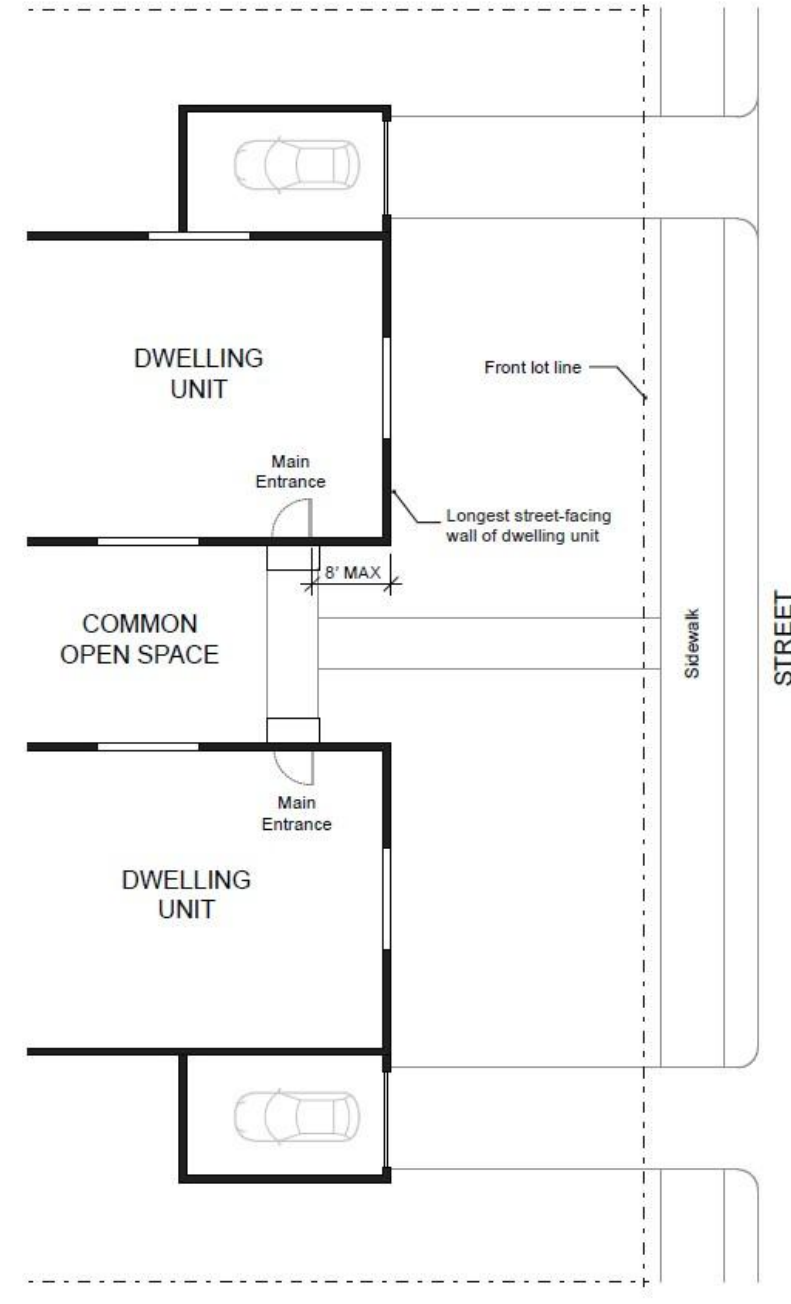 DWELLING
UNIT
Front lot line
Main
Entrance
Longest street-facing
wall of dwelling unit
8' MAX
COMMON
OPEN SPACE
Sidewalk
STREET
Main
Entrance
DWELLING
UNIT